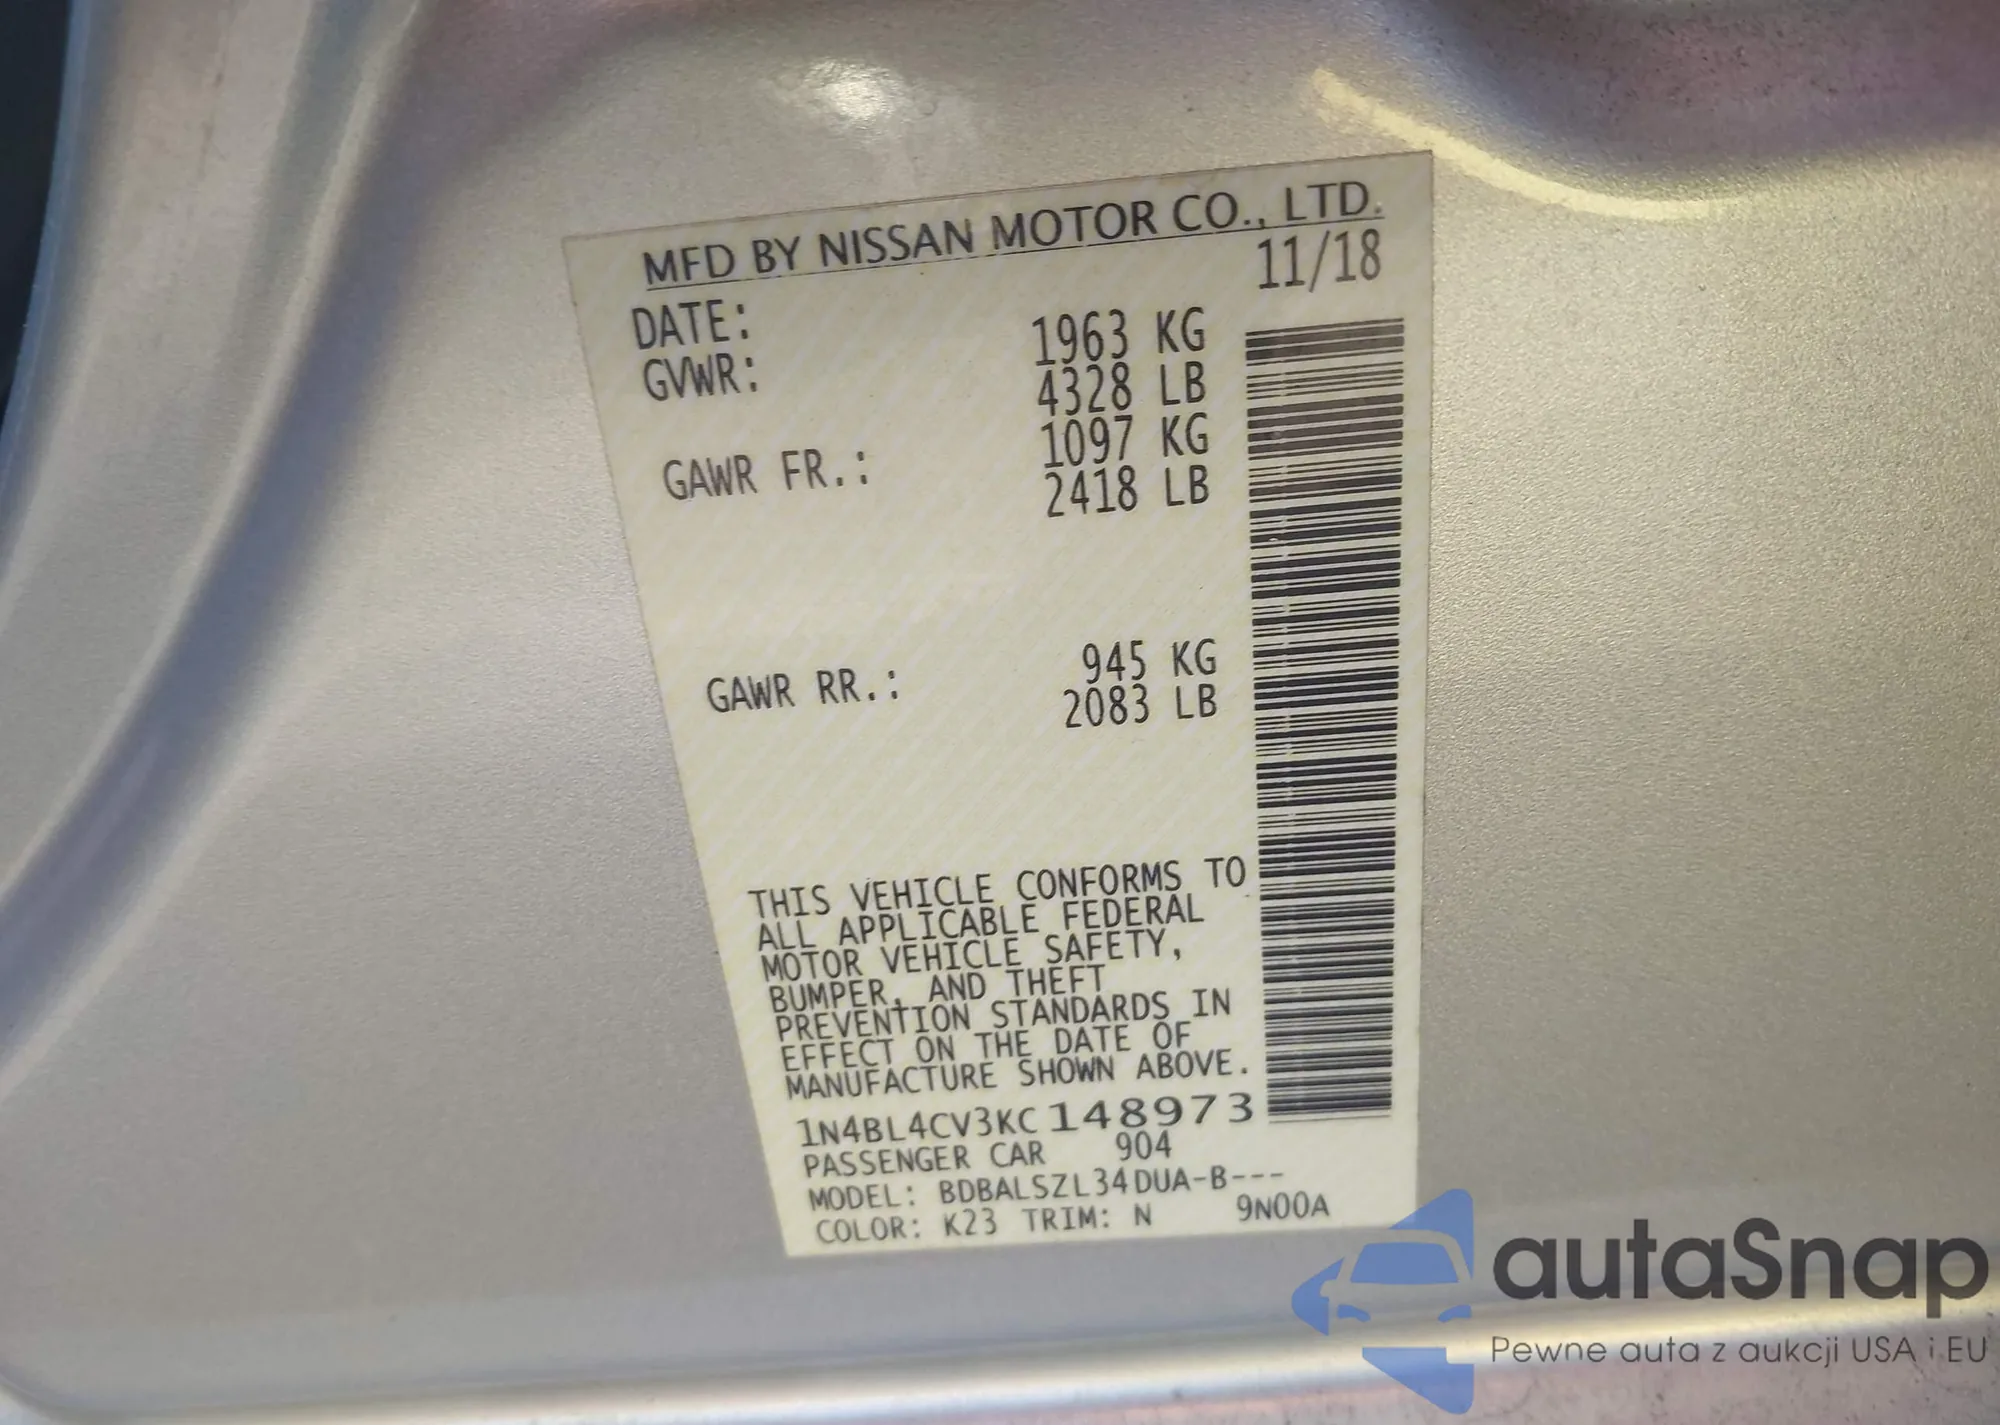 MFD BY NISSAN MOTOR CO., LTD.
DATE: 11/18
GVWR: 1963 KG
4328 LB
GAWR FR.: 1097 KG
2418 LB
GAWR RR.: 945 KG
2083 LB
THIS VEHICLE CONFORMS TO
ALL APPLICABLE FEDERAL
MOTOR VEHICLE SAFETY,
BUMPER, AND THEFT
PREVENTION STANDARDS IN
EFFECT ON THE DATE OF
MANUFACTURE SHOWN ABOVE.
1N4BL4CV3KC148973
PASSENGER CAR 904
MODEL: BDBALSZL34DUA-B---
COLOR: K23 TRIM: N 9N00A
autaSnap
Pewne auta z aukcji USA i EU